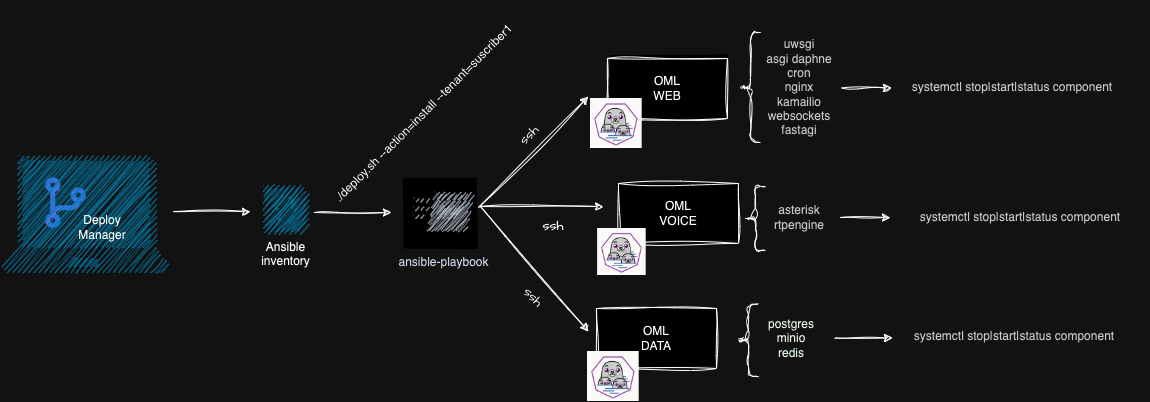 Deploy
Manager
Ansible
inventory
./deploy.sh --action=install --tenant=suscriber1
ansible-playbook
ssh
ssh
ssh
OML
WEB
uwsgi
asgi daphne
cron
nginx
kamailio
websockets
fastagi
systemctl stop|start|status component
OML
VOICE
asterisk
rtpengine
systemctl stop|start|status component
OML
DATA
postgres
minio
redis
systemctl stop|start|status component